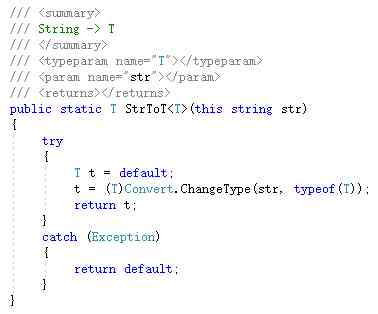 /// <summary>
/// String -> T
/// </summary>
/// <typeparam name="T"></typeparam>
/// <param name="str"></param>
/// <returns></returns>
public static T StrToT<T>(this string str)
{
    try
    {
        T t = default;
        t = (T)Convert.ChangeType(str, typeof(T));
        return t;
    }
    catch (Exception)
    {
        return default;
    }
}